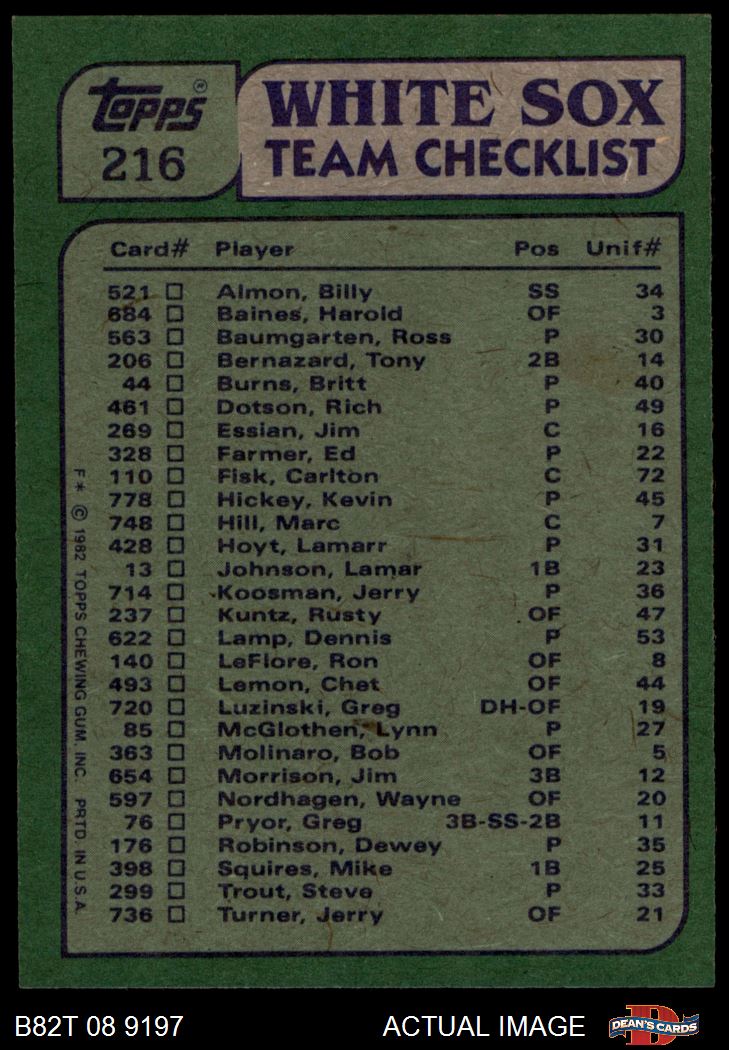 Topps®
216
WHITE SOX
TEAM CHECKLIST
Card# Player Pos Unif#
521 □ Almon, Billy SS 34
684 □ Baines, Harold OF 3
563 □ Baumgarten, Ross P 30
206 □ Bernazard, Tony 2B 14
44 □ Burns, Britt P 40
461 □ Dotson, Rich P 49
269 □ Essian, Jim C 16
328 □ Farmer, Ed P 22
110 □ Fisk, Carlton C 72
778 □ Hickey, Kevin P 45
748 □ Hill, Marc C 7
428 □ Hoyt, Lamarr P 31
13 □ Johnson, Lamar 1B 23
714 □ Koosman, Jerry P 36
237 □ Kuntz, Rusty OF 47
622 □ Lamp, Dennis P 53
140 □ LeFlore, Ron OF 8
493 □ Lemon, Chet OF 44
720 □ Luzinski, Greg DH-OF 19
85 □ McGlothen, Lynn P 27
363 □ Molinaro, Bob OF 5
654 □ Morrison, Jim 3B 12
597 □ Nordhagen, Wayne OF 20
76 □ Pryor, Greg 3B-SS-2B 11
176 □ Robinson, Dewey P 35
398 □ Squires, Mike 1B 25
299 □ Trout, Steve P 33
736 □ Turner, Jerry OF 21
F* © 1982 TOPPS CHEWING GUM, INC. PRTD. IN U.S.A.
B82T 08 9197 ACTUAL IMAGE
D
DEAN'S CARDS